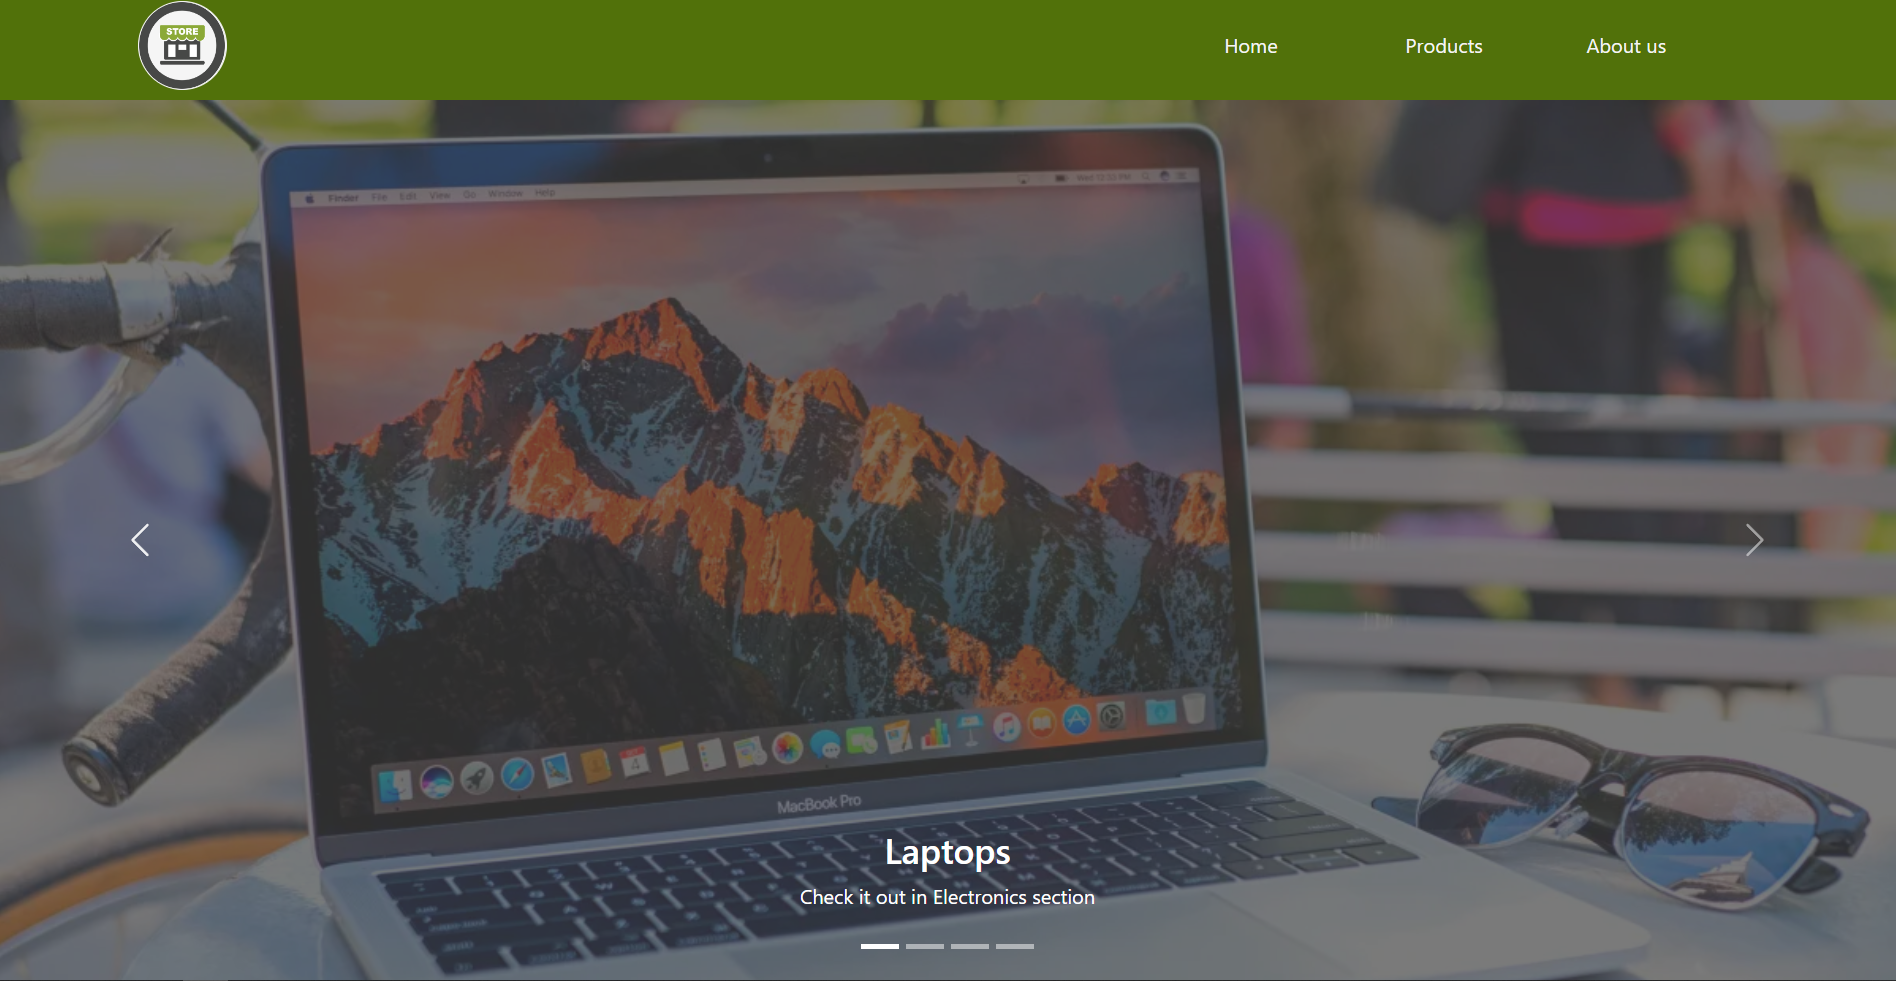 STORE
Home Products About us
Finder File Edit View Go Window Help
MacBook Pro
Laptops
Check it out in Electronics section